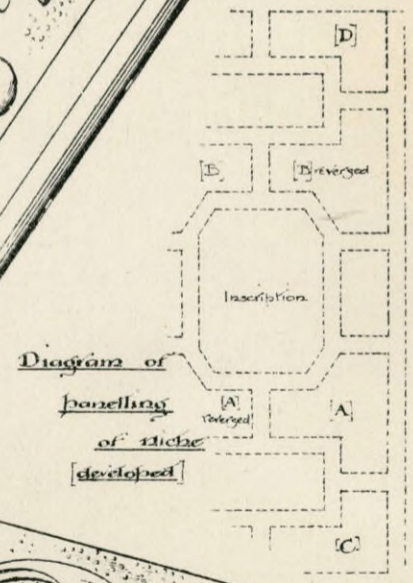 [D]
[B] [B] reversed
Inscription
Diagram of
panelling
of Niche
[developed]
[A]
reversed
[A]
[C]